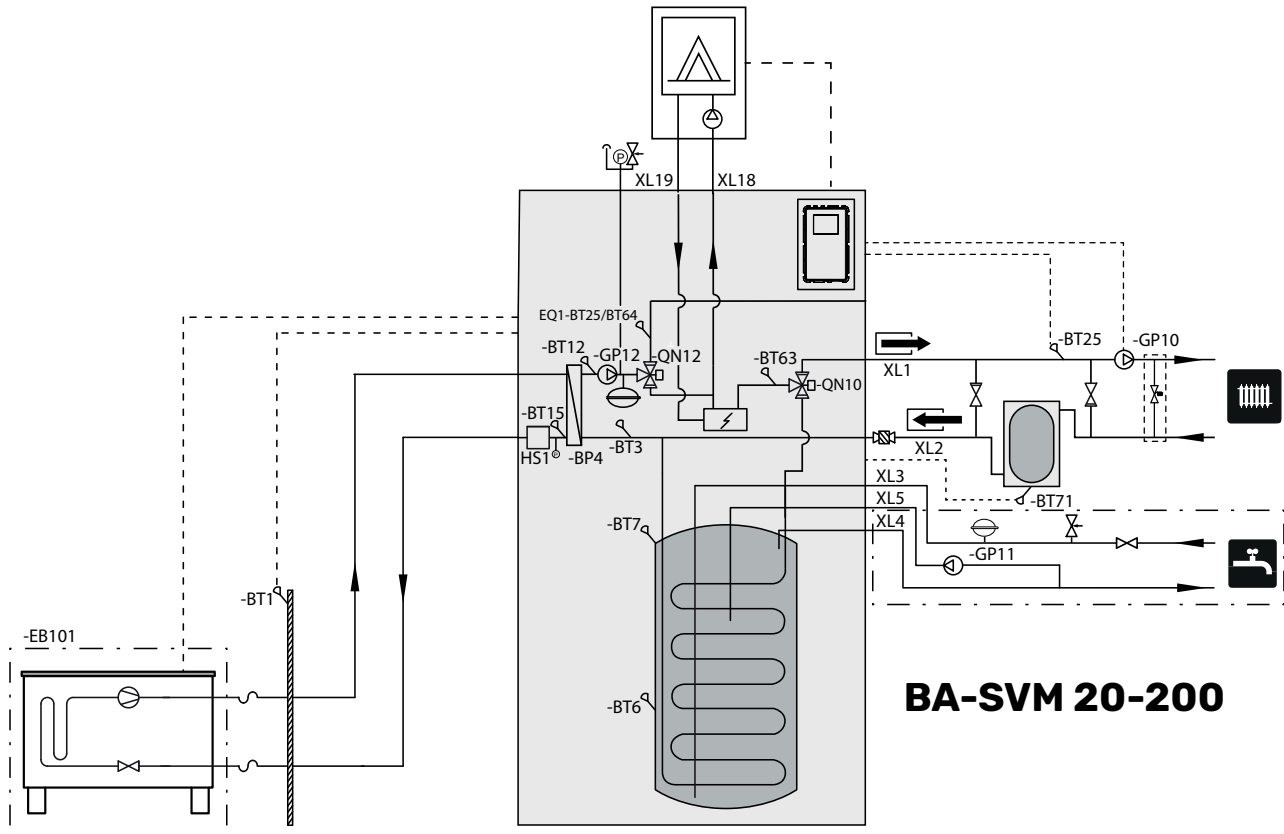 P
XL19
XL18
EQ1-BT25/BT64
-BT12
-GP12
-QN12
-BT63
-QN10
-BT25
-GP10
XL1
-BT15
-BT3
HS1
P
-BP4
XL2
XL3
-BT71
XL5
XL4
-BT7
-GP11
-BT1
-EB101
-BT6
BA-SVM 20-200